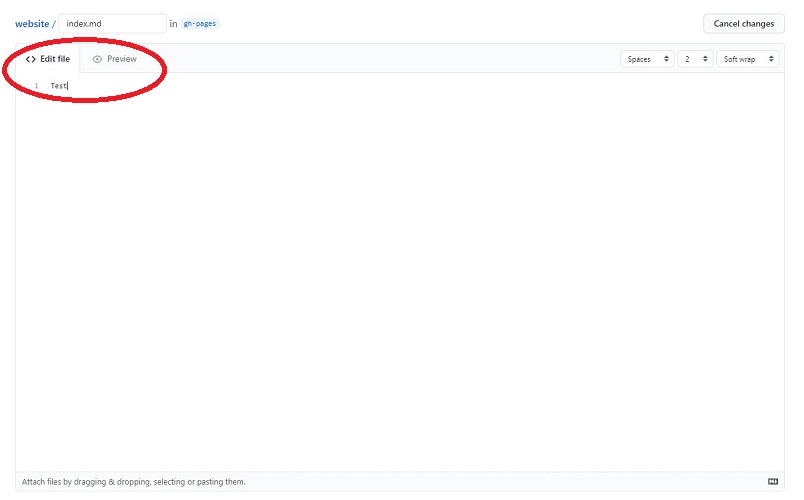 website / index.md in gh-pages Cancel changes
<> Edit file Preview Spaces 2 Soft wrap
1 Test
Attach files by dragging & dropping, selecting or pasting them.